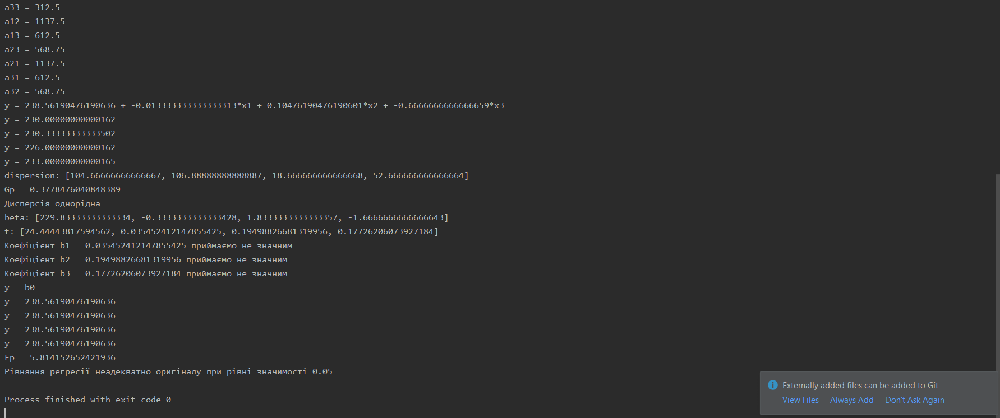 a33 = 312.5
a12 = 1137.5
a13 = 612.5
a23 = 568.75
a21 = 1137.5
a31 = 612.5
a32 = 568.75
y = 238.56190476190636 + -0.013333333333333313*x1 + 0.10476190476190601*x2 + -0.6666666666666659*x3
y = 230.00000000000162
y = 230.33333333333502
y = 226.00000000000162
y = 233.00000000000165
dispersion: [104.66666666666667, 106.88888888888887, 18.666666666666668, 52.666666666666664]
Gp = 0.3778476040848389
Дисперсія однорідна
beta: [229.83333333333334, -0.3333333333333428, 1.8333333333333357, -1.6666666666666643]
t: [24.44443817594562, 0.035452412147855425, 0.19498826681319956, 0.17726206073927184]
Коефіцієнт b1 = 0.035452412147855425 приймаємо не значним
Коефіцієнт b2 = 0.19498826681319956 приймаємо не значним
Коефіцієнт b3 = 0.17726206073927184 приймаємо не значним
y = b0
y = 238.56190476190636
y = 238.56190476190636
y = 238.56190476190636
y = 238.56190476190636
Fp = 5.814152652421936
Рівняння регресії неадекватно оригіналу при рівні значимості 0.05
Process finished with exit code 0
Externally added files can be added to Git
View Files Always Add Don't Ask Again